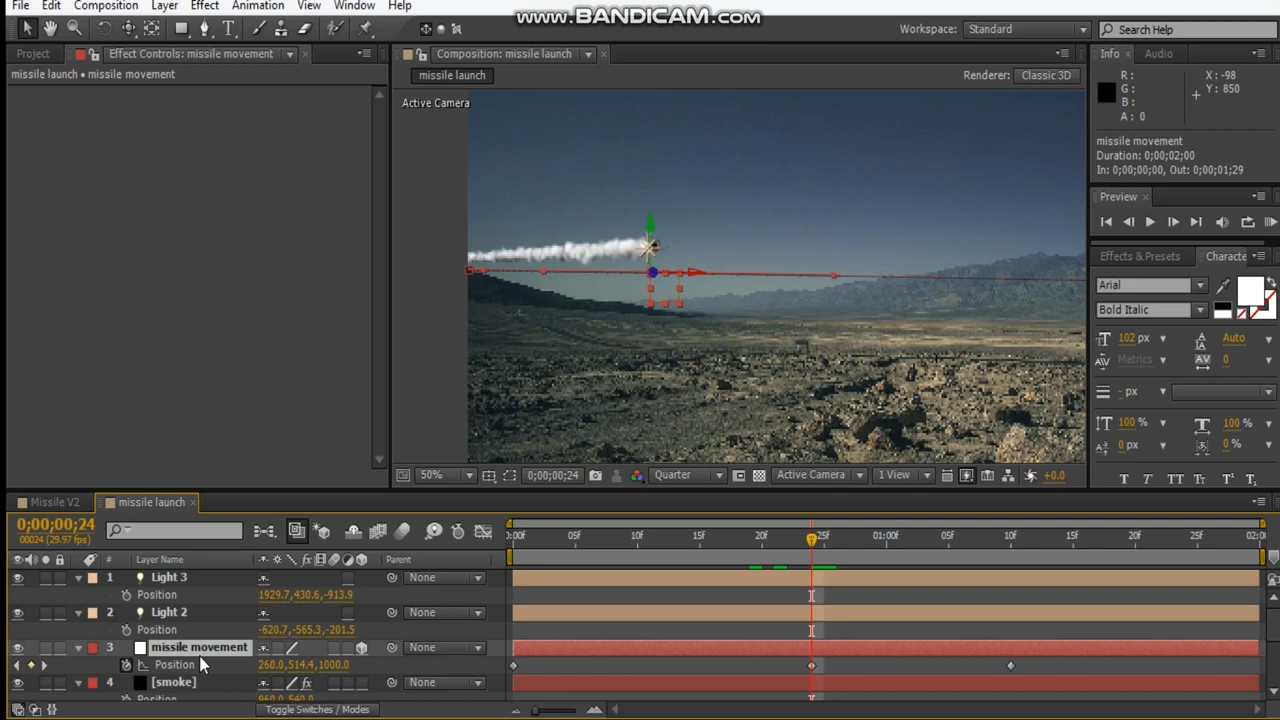 File Edit Composition Layer Effect Animation View Window Help
www.BANDICAM.com
Workspace: Standard Search Help
Project Effect Controls: missile movement Composition: missile launch Info Audio
missile launch • missile movement
missile launch
Renderer: Classic 3D
Active Camera
R: X: -98
G: Y: 850
B:
A: 0
missile movement
Duration: 0;00;02;00
In: 0;00;00;00, Out: 0;00;01;29
Preview
Effects & Presets Characte
Arial
Bold Italic
102 px Auto
Metrics 0
- px
100 % 100 %
0 px 0 %
T T TT TT T
50% 0;00;00;24 Quarter Active Camera 1 View +0.0
Missile V2 missile launch
0;00;00;24
00024 (29.97 fps)
:00f 05f 10f 15f 20f 25f 01:00f 05f 10f 15f 20f 25f 02:0
# Layer Name fx Parent
1 Light 3 None
Position 1929.7,430.6,-913.9
2 Light 2 None
Position -620.7,-565.3,-201.5
3 missile movement None
Position 260.0,514.4,1000.0
4 [smoke] fx None
Position 960.0,540.0
Toggle Switches / Modes